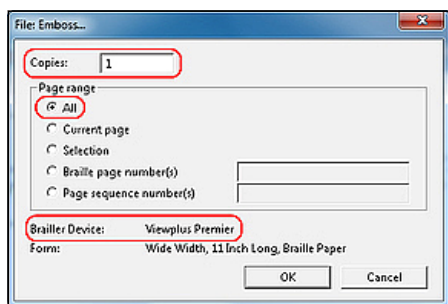 File: Emboss...
Copies: 1
Page range
All
Current page
Selection
Braille page number(s)
Page sequence number(s)
Brailler Device: Viewplus Premier
Form: Wide Width, 11 Inch Long, Braille Paper
OK Cancel